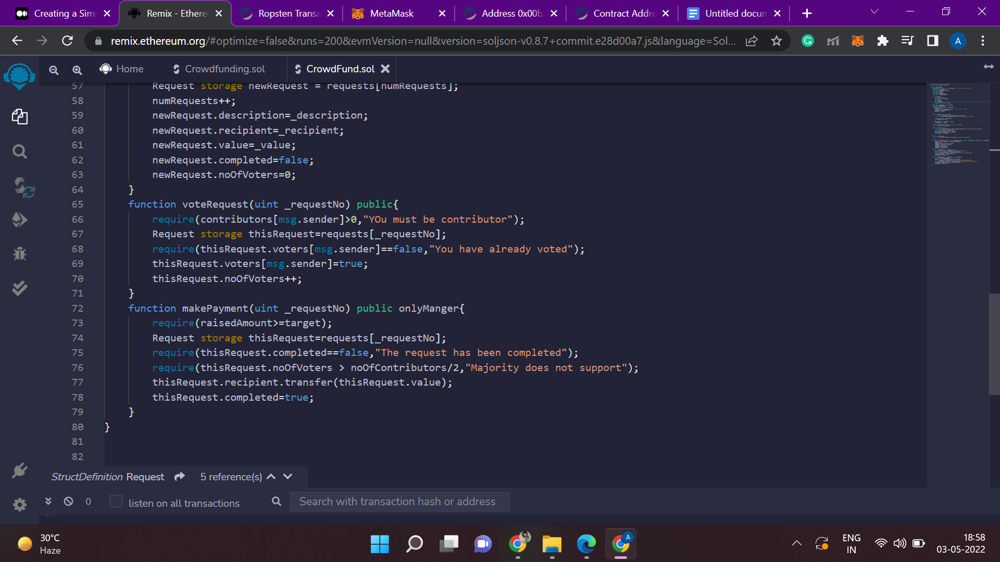 Creating a Sim
Remix - Ethere
Ropsten Transa
MetaMask
Address 0x00b
Contract Addre
Untitled docum
remix.ethereum.org/#optimize=false&runs=200&evmVersion=null&version=soljson-v0.8.7+commit.e28d00a7.js&language=Sol...
A
Home
Crowdfunding.sol
CrowdFund.sol
57 Request storage newRequest = requests[numRequests];
58 numRequests++;
59 newRequest.description=_description;
60 newRequest.recipient=_recipient;
61 newRequest.value=_value;
62 newRequest.completed=false;
63 newRequest.noOfVoters=0;
64 }
65 function voteRequest(uint _requestNo) public{
66 require(contributors[msg.sender]>0,"YOu must be contributor");
67 Request storage thisRequest=requests[_requestNo];
68 require(thisRequest.voters[msg.sender]==false,"You have already voted");
69 thisRequest.voters[msg.sender]=true;
70 thisRequest.noOfVoters++;
71 }
72 function makePayment(uint _requestNo) public onlyManger{
73 require(raisedAmount>=target);
74 Request storage thisRequest=requests[_requestNo];
75 require(thisRequest.completed==false,"The request has been completed");
76 require(thisRequest.noOfVoters > noOfContributors/2,"Majority does not support");
77 thisRequest.recipient.transfer(thisRequest.value);
78 thisRequest.completed=true;
79 }
80 }
81
82
StructDefinition Request 5 reference(s)
0 listen on all transactions
Search with transaction hash or address
30°C
Haze
A
ENG
IN
18:58
03-05-2022